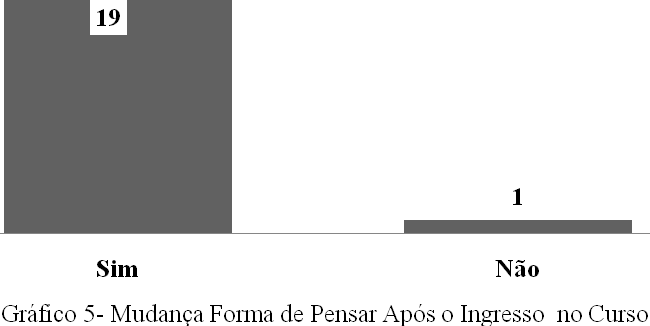 19
1
Sim Não
Gráfico 5- Mudança Forma de Pensar Após o Ingresso no Curso